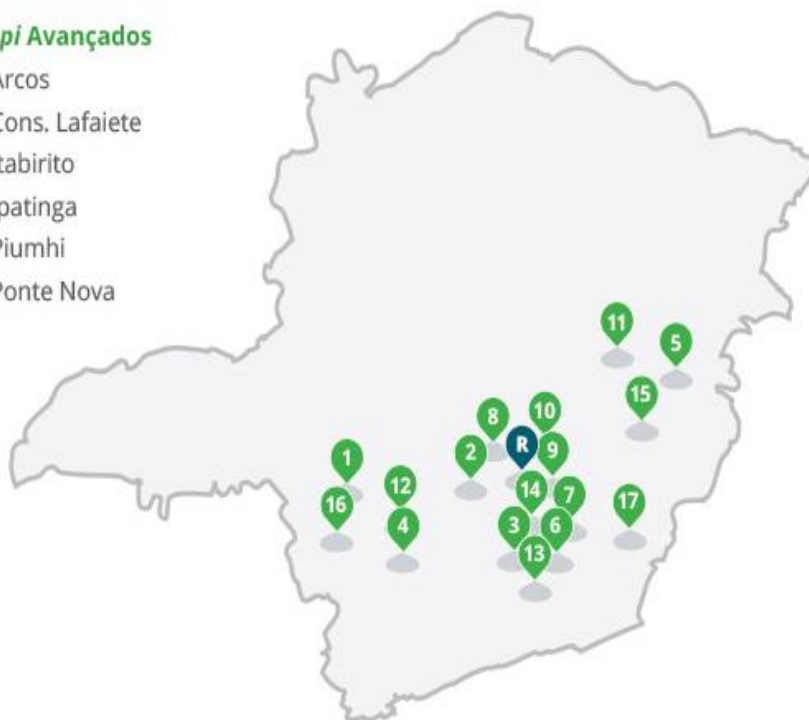 pi Avançados
Arcos
Cons. Lafaiete
tabirito
patinga
Piumhi
Ponte Nova
11
5
15
10
8
R
9
2
1
12
14
7
17
16
3
6
4
13